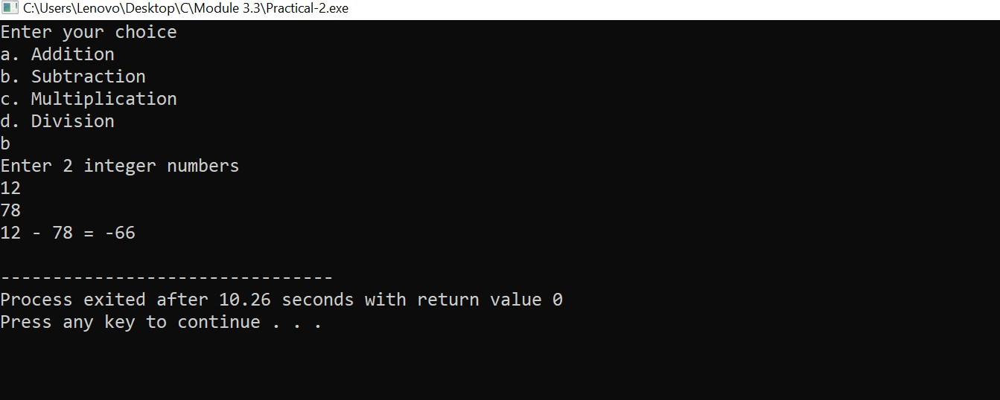 C:\Users\Lenovo\Desktop\C\Module 3.3\Practical-2.exe
Enter your choice
a. Addition
b. Subtraction
c. Multiplication
d. Division
b
Enter 2 integer numbers
12
78
12 - 78 = -66
--------------------------------
Process exited after 10.26 seconds with return value 0
Press any key to continue . . .